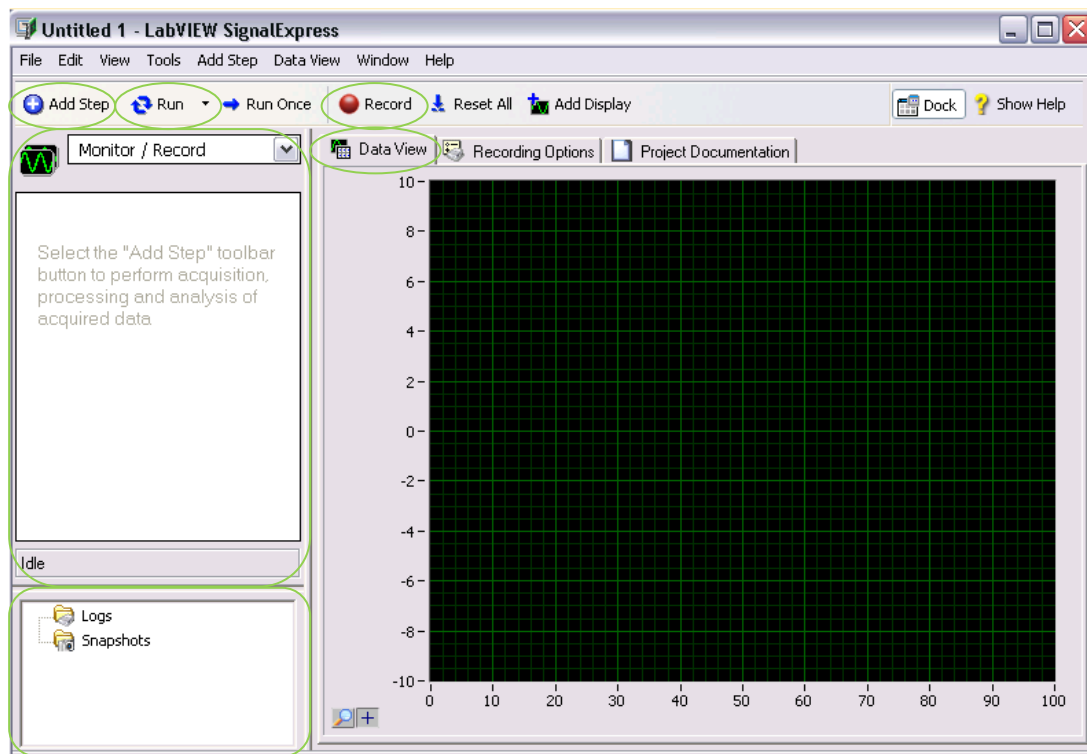 Untitled 1 - LabVIEW SignalExpress
File Edit View Tools Add Step Data View Window Help
Add Step Run Run Once Record Reset All Add Display Dock Show Help
Monitor / Record
Data View Recording Options Project Documentation
Select the "Add Step" toolbar
button to perform acquisition,
processing and analysis of
acquired data
Idle
Logs
Snapshots
10
8
6
4
2
0
-2
-4
-6
-8
-10
0 10 20 30 40 50 60 70 80 90 100